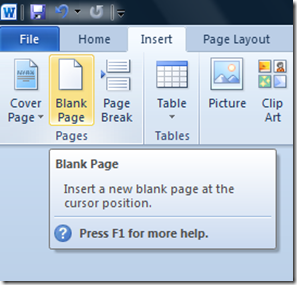 W
File Home Insert Page Layout
Cover Page Blank Page Page Break Table Picture Clip Art
Pages Tables
Blank Page
Insert a new blank page at the
cursor position.
Press F1 for more help.